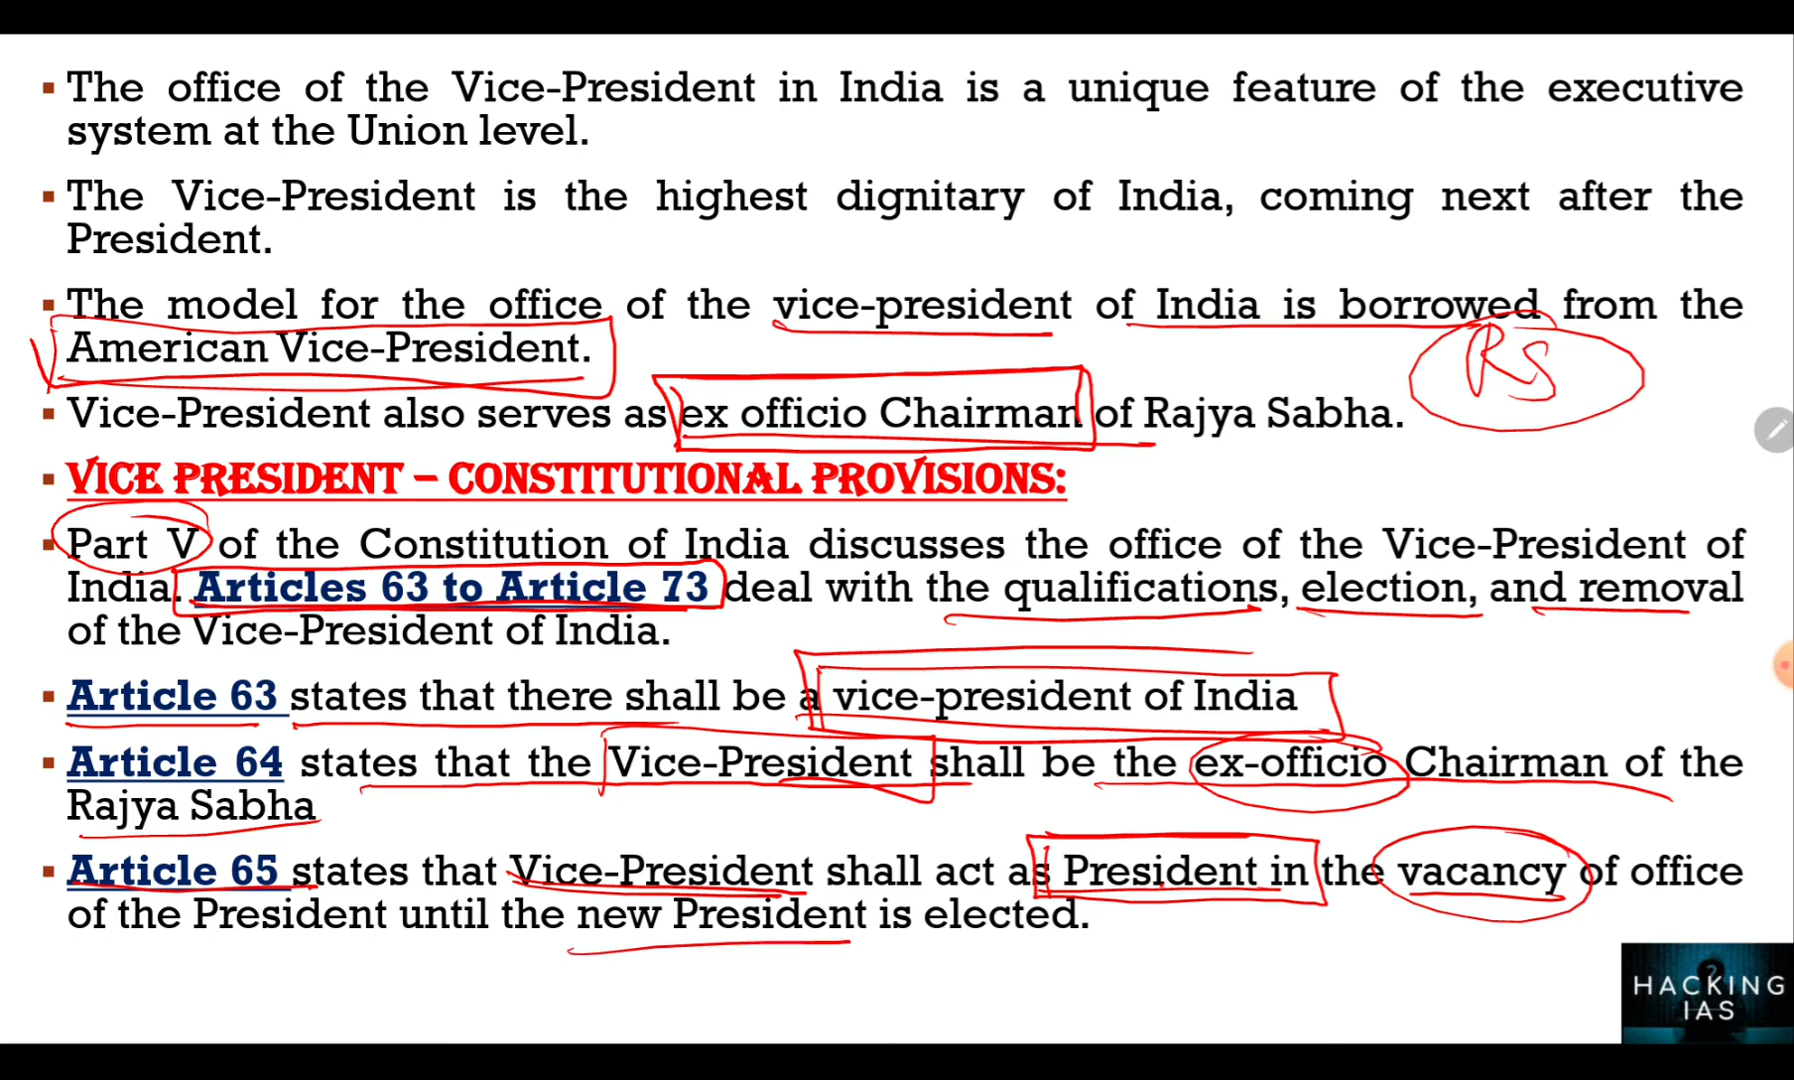 ▪ The office of the Vice-President in India is a unique feature of the executive
system at the Union level.
▪ The Vice-President is the highest dignitary of India, coming next after the
President.
▪ The model for the office of the vice-president of India is borrowed from the
American Vice-President.
RS
▪ Vice-President also serves as ex officio Chairman of Rajya Sabha.
▪ VICE PRESIDENT – CONSTITUTIONAL PROVISIONS:
▪ Part V of the Constitution of India discusses the office of the Vice-President of
India. Articles 63 to Article 73 deal with the qualifications, election, and removal
of the Vice-President of India.
▪ Article 63 states that there shall be a vice-president of India
▪ Article 64 states that the Vice-President shall be the ex-officio Chairman of the
Rajya Sabha
▪ Article 65 states that Vice-President shall act as President in the vacancy of office
of the President until the new President is elected.
HACKING
IAS